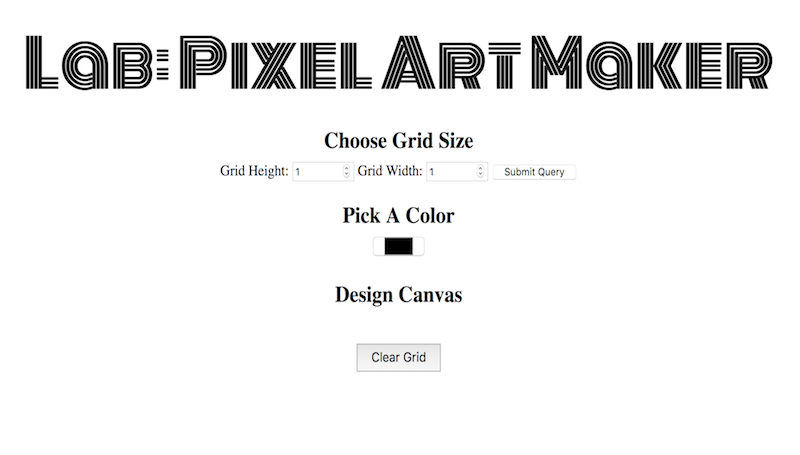 Lab: Pixel Art Maker
Choose Grid Size
Grid Height: 1 Grid Width: 1 Submit Query
Pick A Color
Design Canvas
Clear Grid